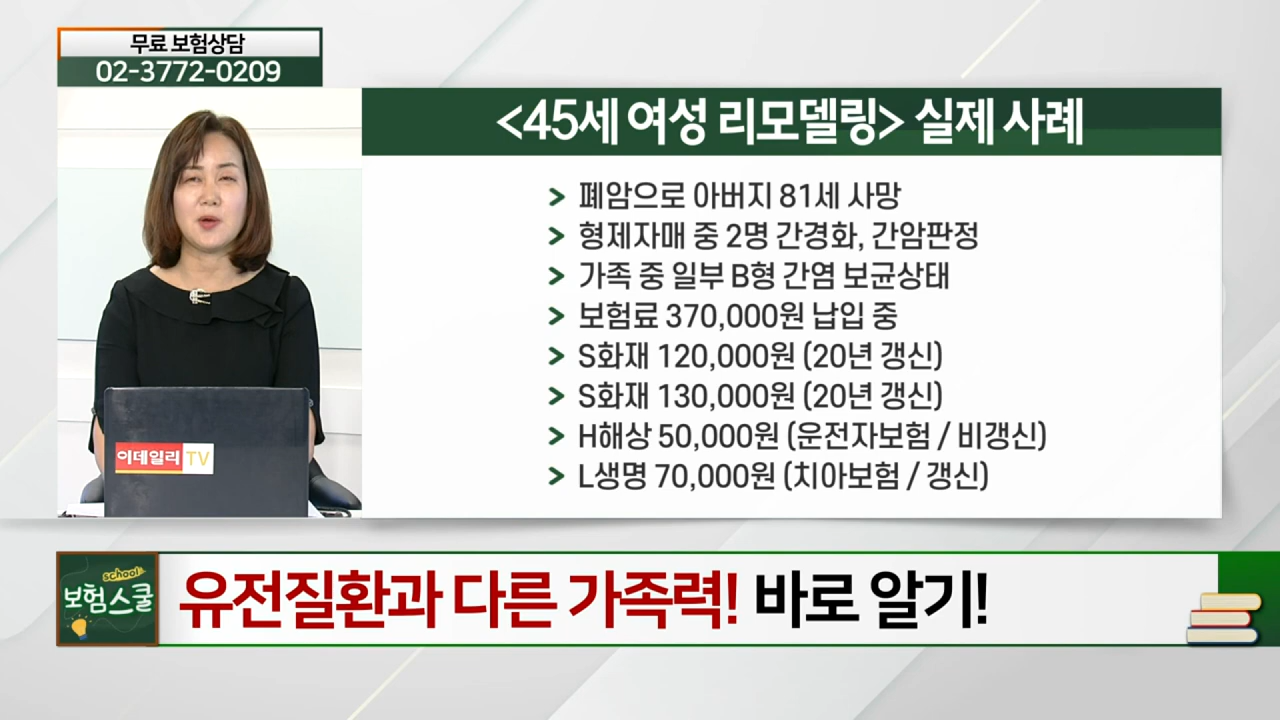 무료 보험상담
02-3772-0209
<45세 여성 리모델링> 실제 사례
> 폐암으로 아버지 81세 사망
> 형제자매 중 2명 간경화, 간암판정
> 가족 중 일부 B형 간염 보균상태
> 보험료 370,000원 납입 중
> S화재 120,000원 (20년 갱신)
> S화재 130,000원 (20년 갱신)
> H해상 50,000원 (운전자보험 / 비갱신)
> L생명 70,000원 (치아보험 / 갱신)
이데일리TV
school
보험스쿨
유전질환과 다른 가족력! 바로 알기!